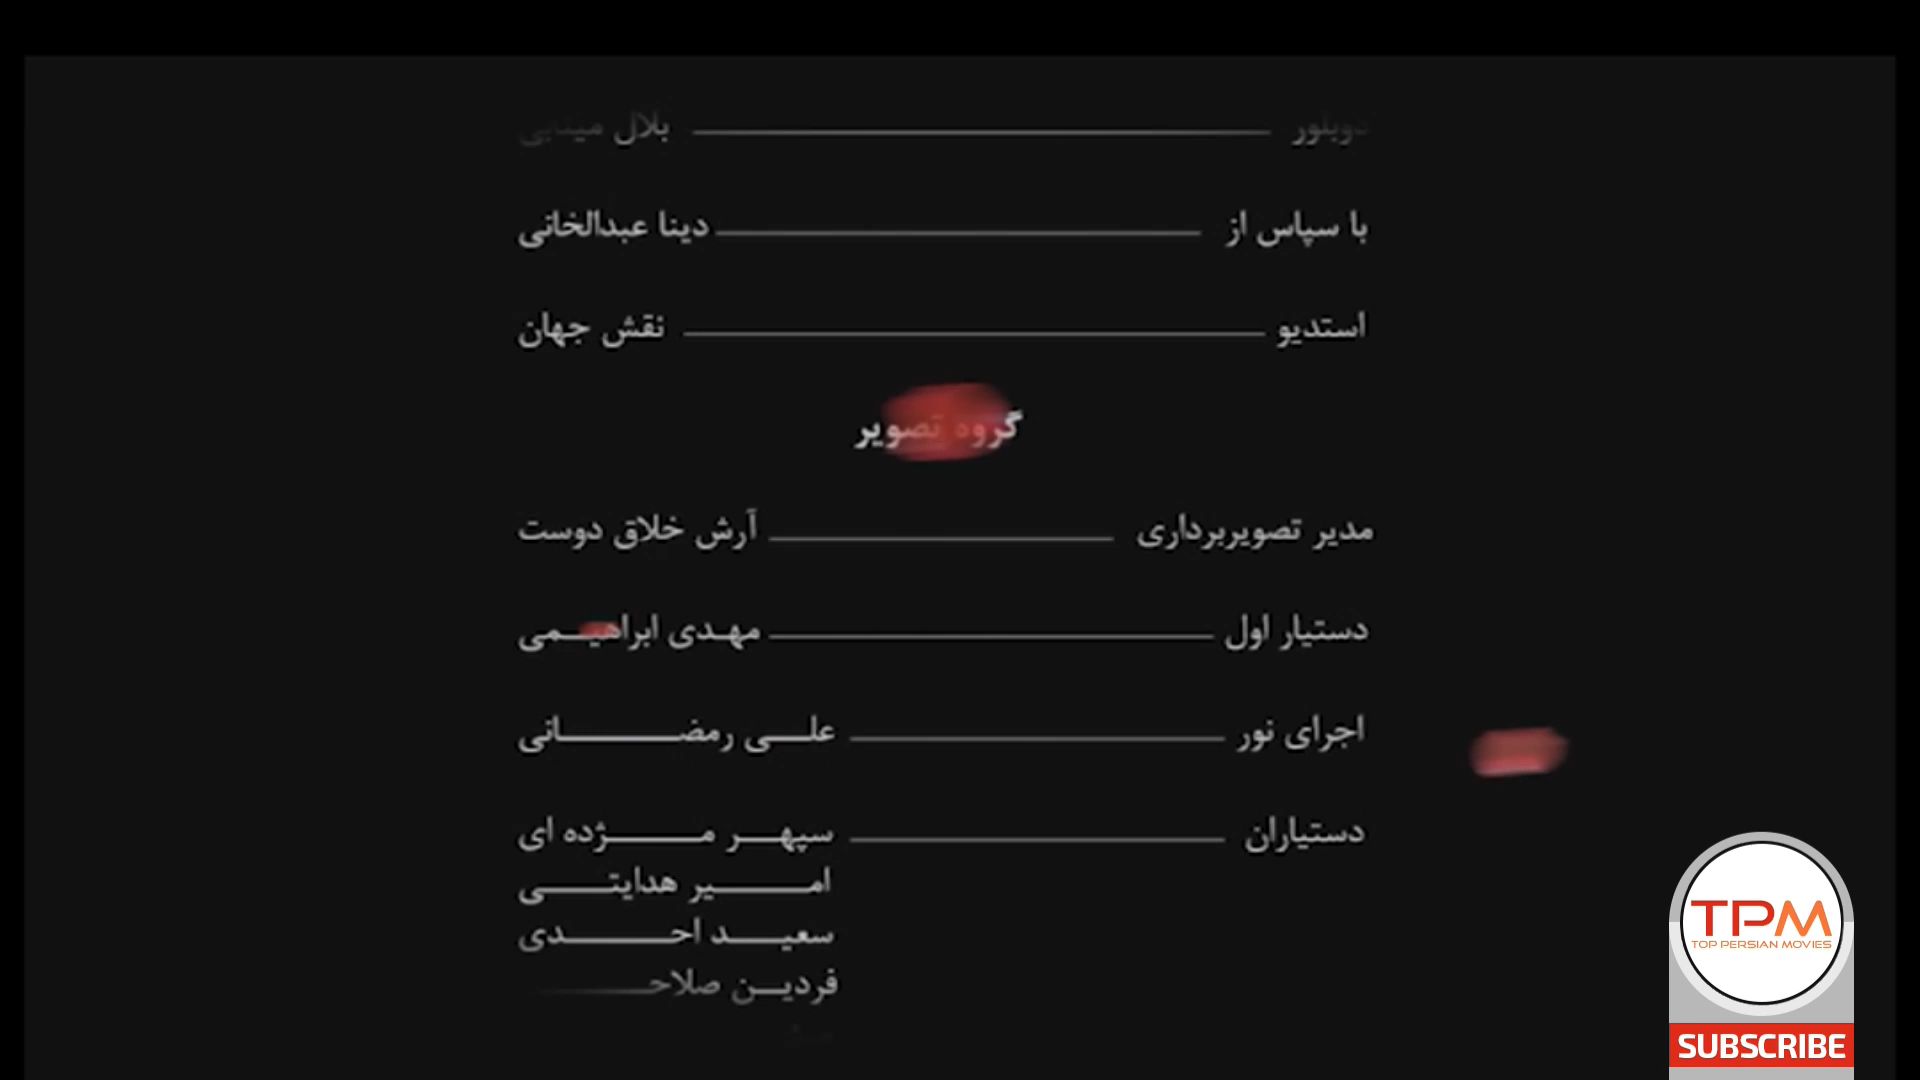 دوبلور بلال مینایی
با سپاس از دینا عبدالخانی
استدیو نقش جهان
گروه تصویر
مدیر تصویربرداری آرش خلاق دوست
دستیار اول مهدی ابراهیمی
اجرای نور علی رمضانی
دستیاران سپهر مژده ای
امیر هدایتی
سعید احدی
فردین
TPM
TOP PERSIAN MOVIES
SUBSCRIBE